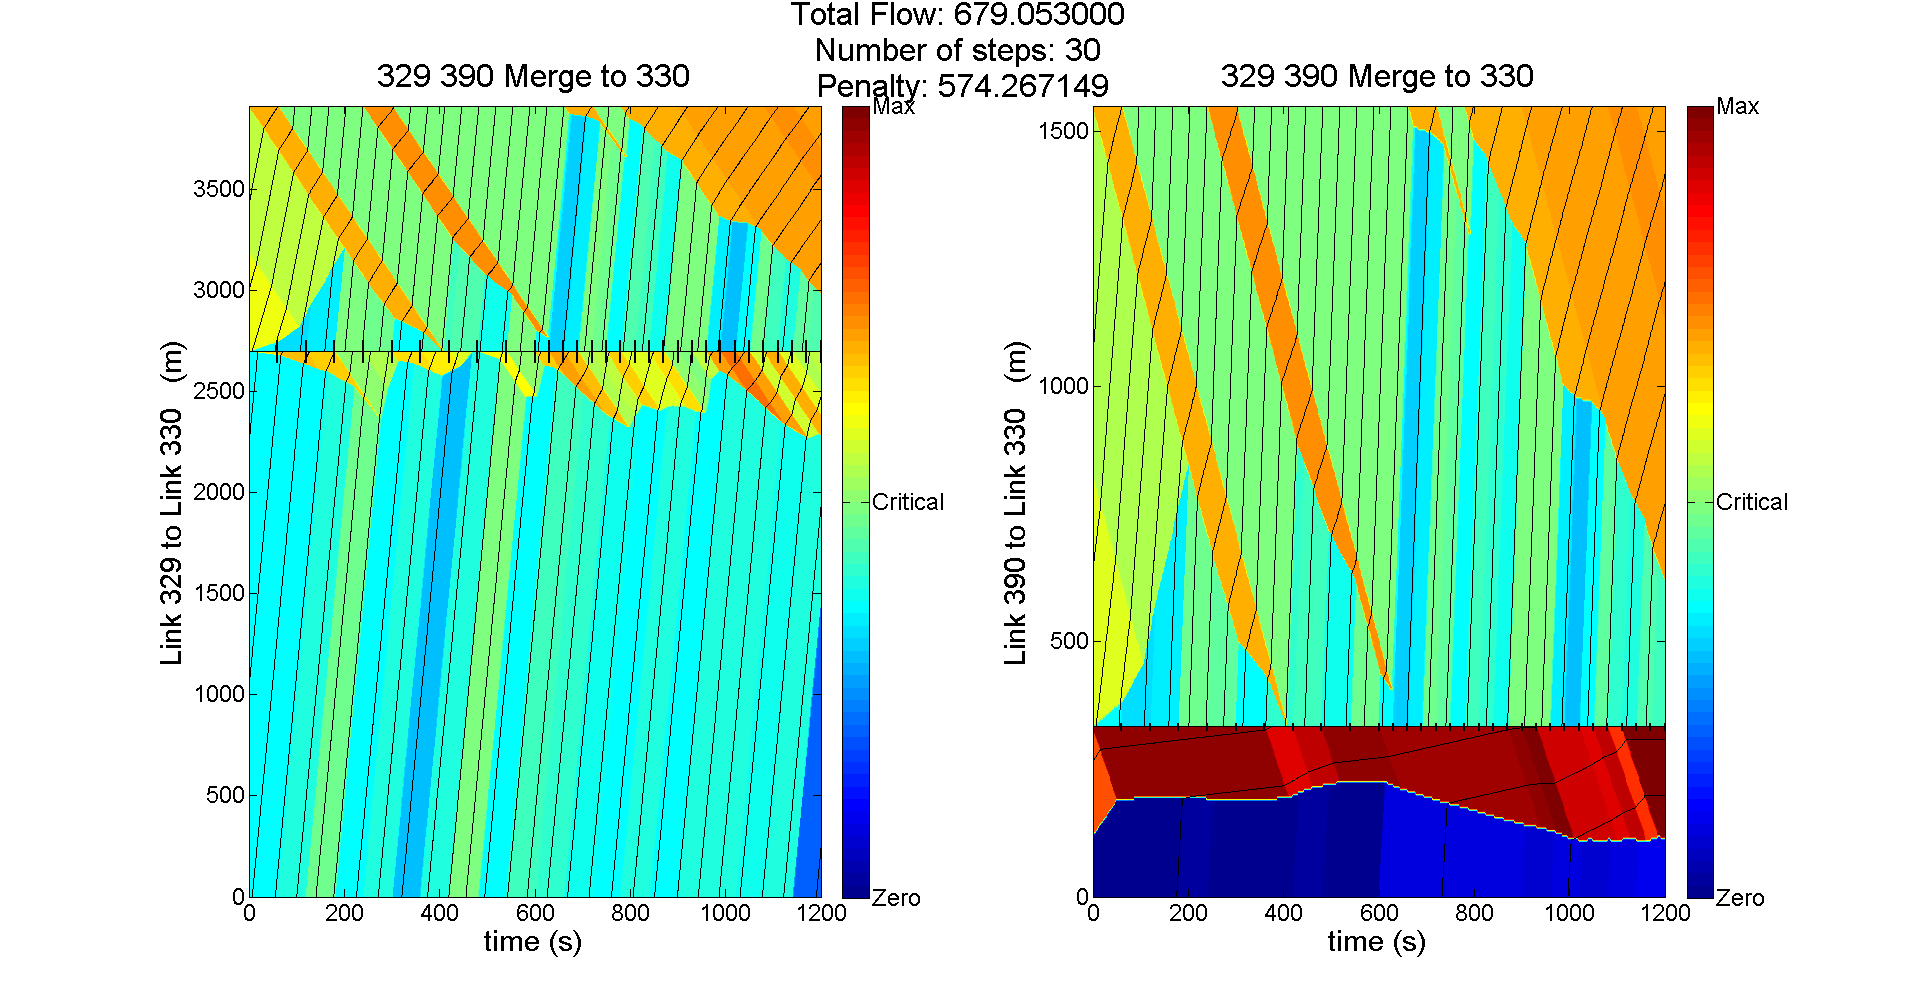 Total Flow: 679.053000
Number of steps: 30
Penalty: 574.267149
329 390 Merge to 330
Link 329 to Link 330 (m)
3500
3000
2500
2000
1500
1000
500
0
0 200 400 600 800 1000 1200
time (s)
Max
Critical
Zero
329 390 Merge to 330
Link 390 to Link 330 (m)
1500
1000
500
0
0 200 400 600 800 1000 1200
time (s)
Max
Critical
Zero